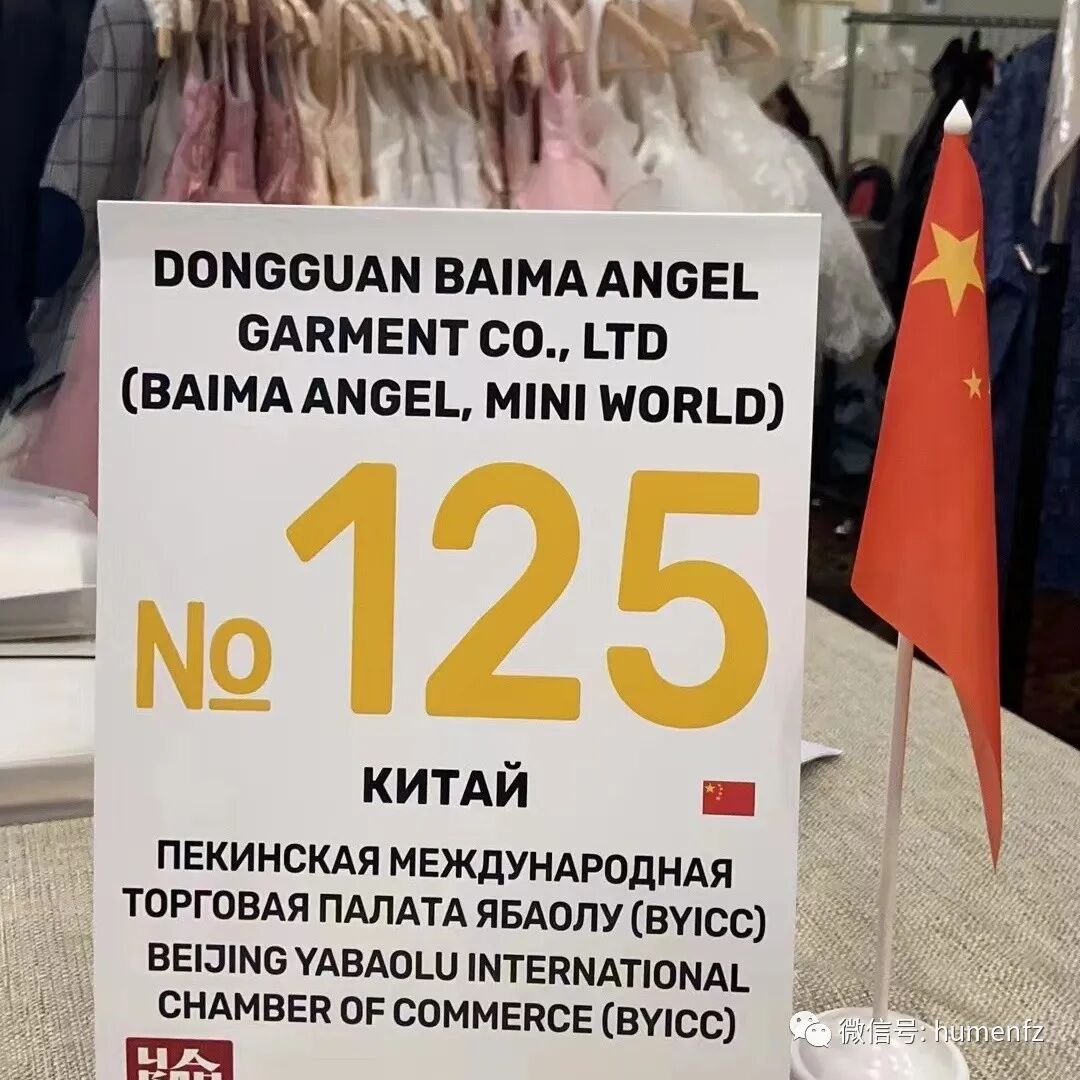 DONGGUAN BAIMA ANGEL
GARMENT CO., LTD
(BAIMA ANGEL, MINI WORLD)
№ 125
КИТАЙ
ПЕКИНСКАЯ МЕЖДУНАРОДНАЯ
ТОРГОВАЯ ПАЛАТА ЯБАОЛУ (BYICC)
BEIJING YABAOLU INTERNATIONAL
CHAMBER OF COMMERCE (BYICC)
微信号: humenfz